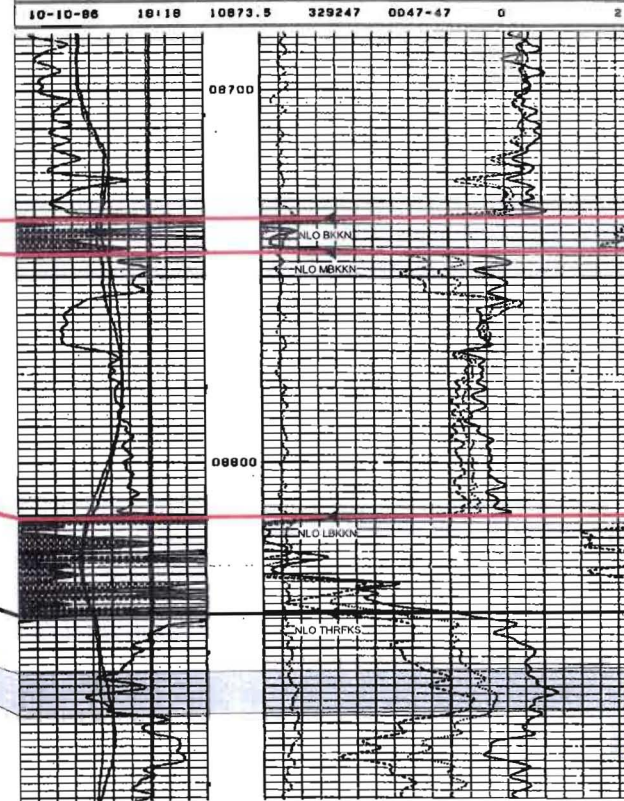 10-10-86 18:18 10873.5 329247 0047-47 0 2
08700
NLO BKKN
NLO MBKKN
08800
NLO LBKKN
NLO THRFKS